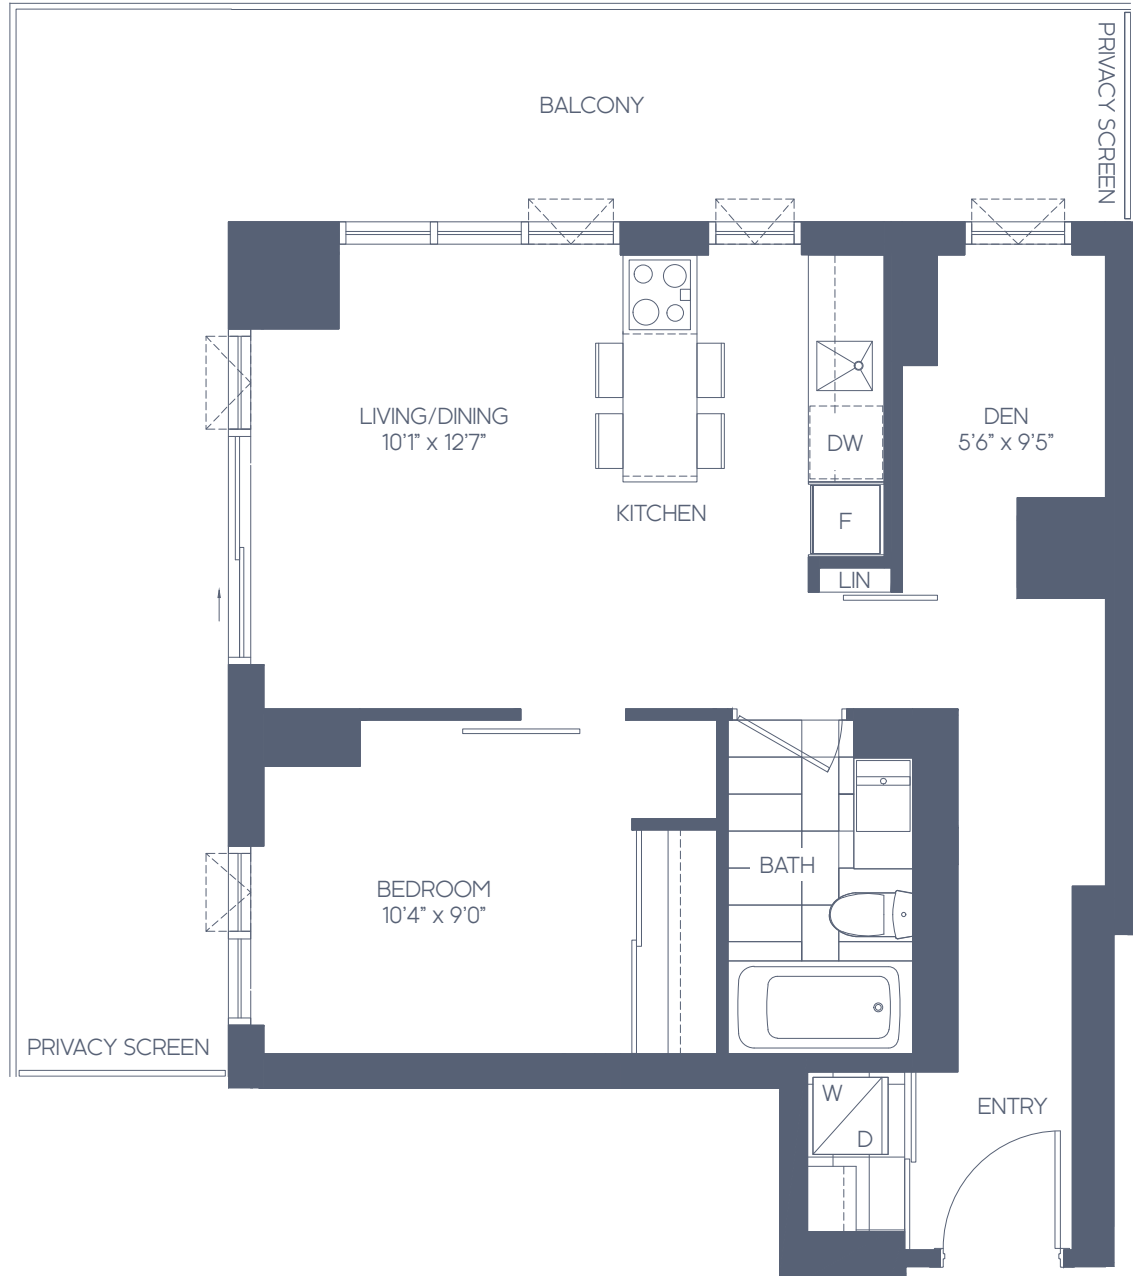 BALCONY
PRIVACY SCREEN
LIVING/DINING
10'1" x 12'7"
DEN
5'6" x 9'5"
DW
KITCHEN
F
LIN
BATH
BEDROOM
10'4" x 9'0"
PRIVACY SCREEN
W
D
ENTRY